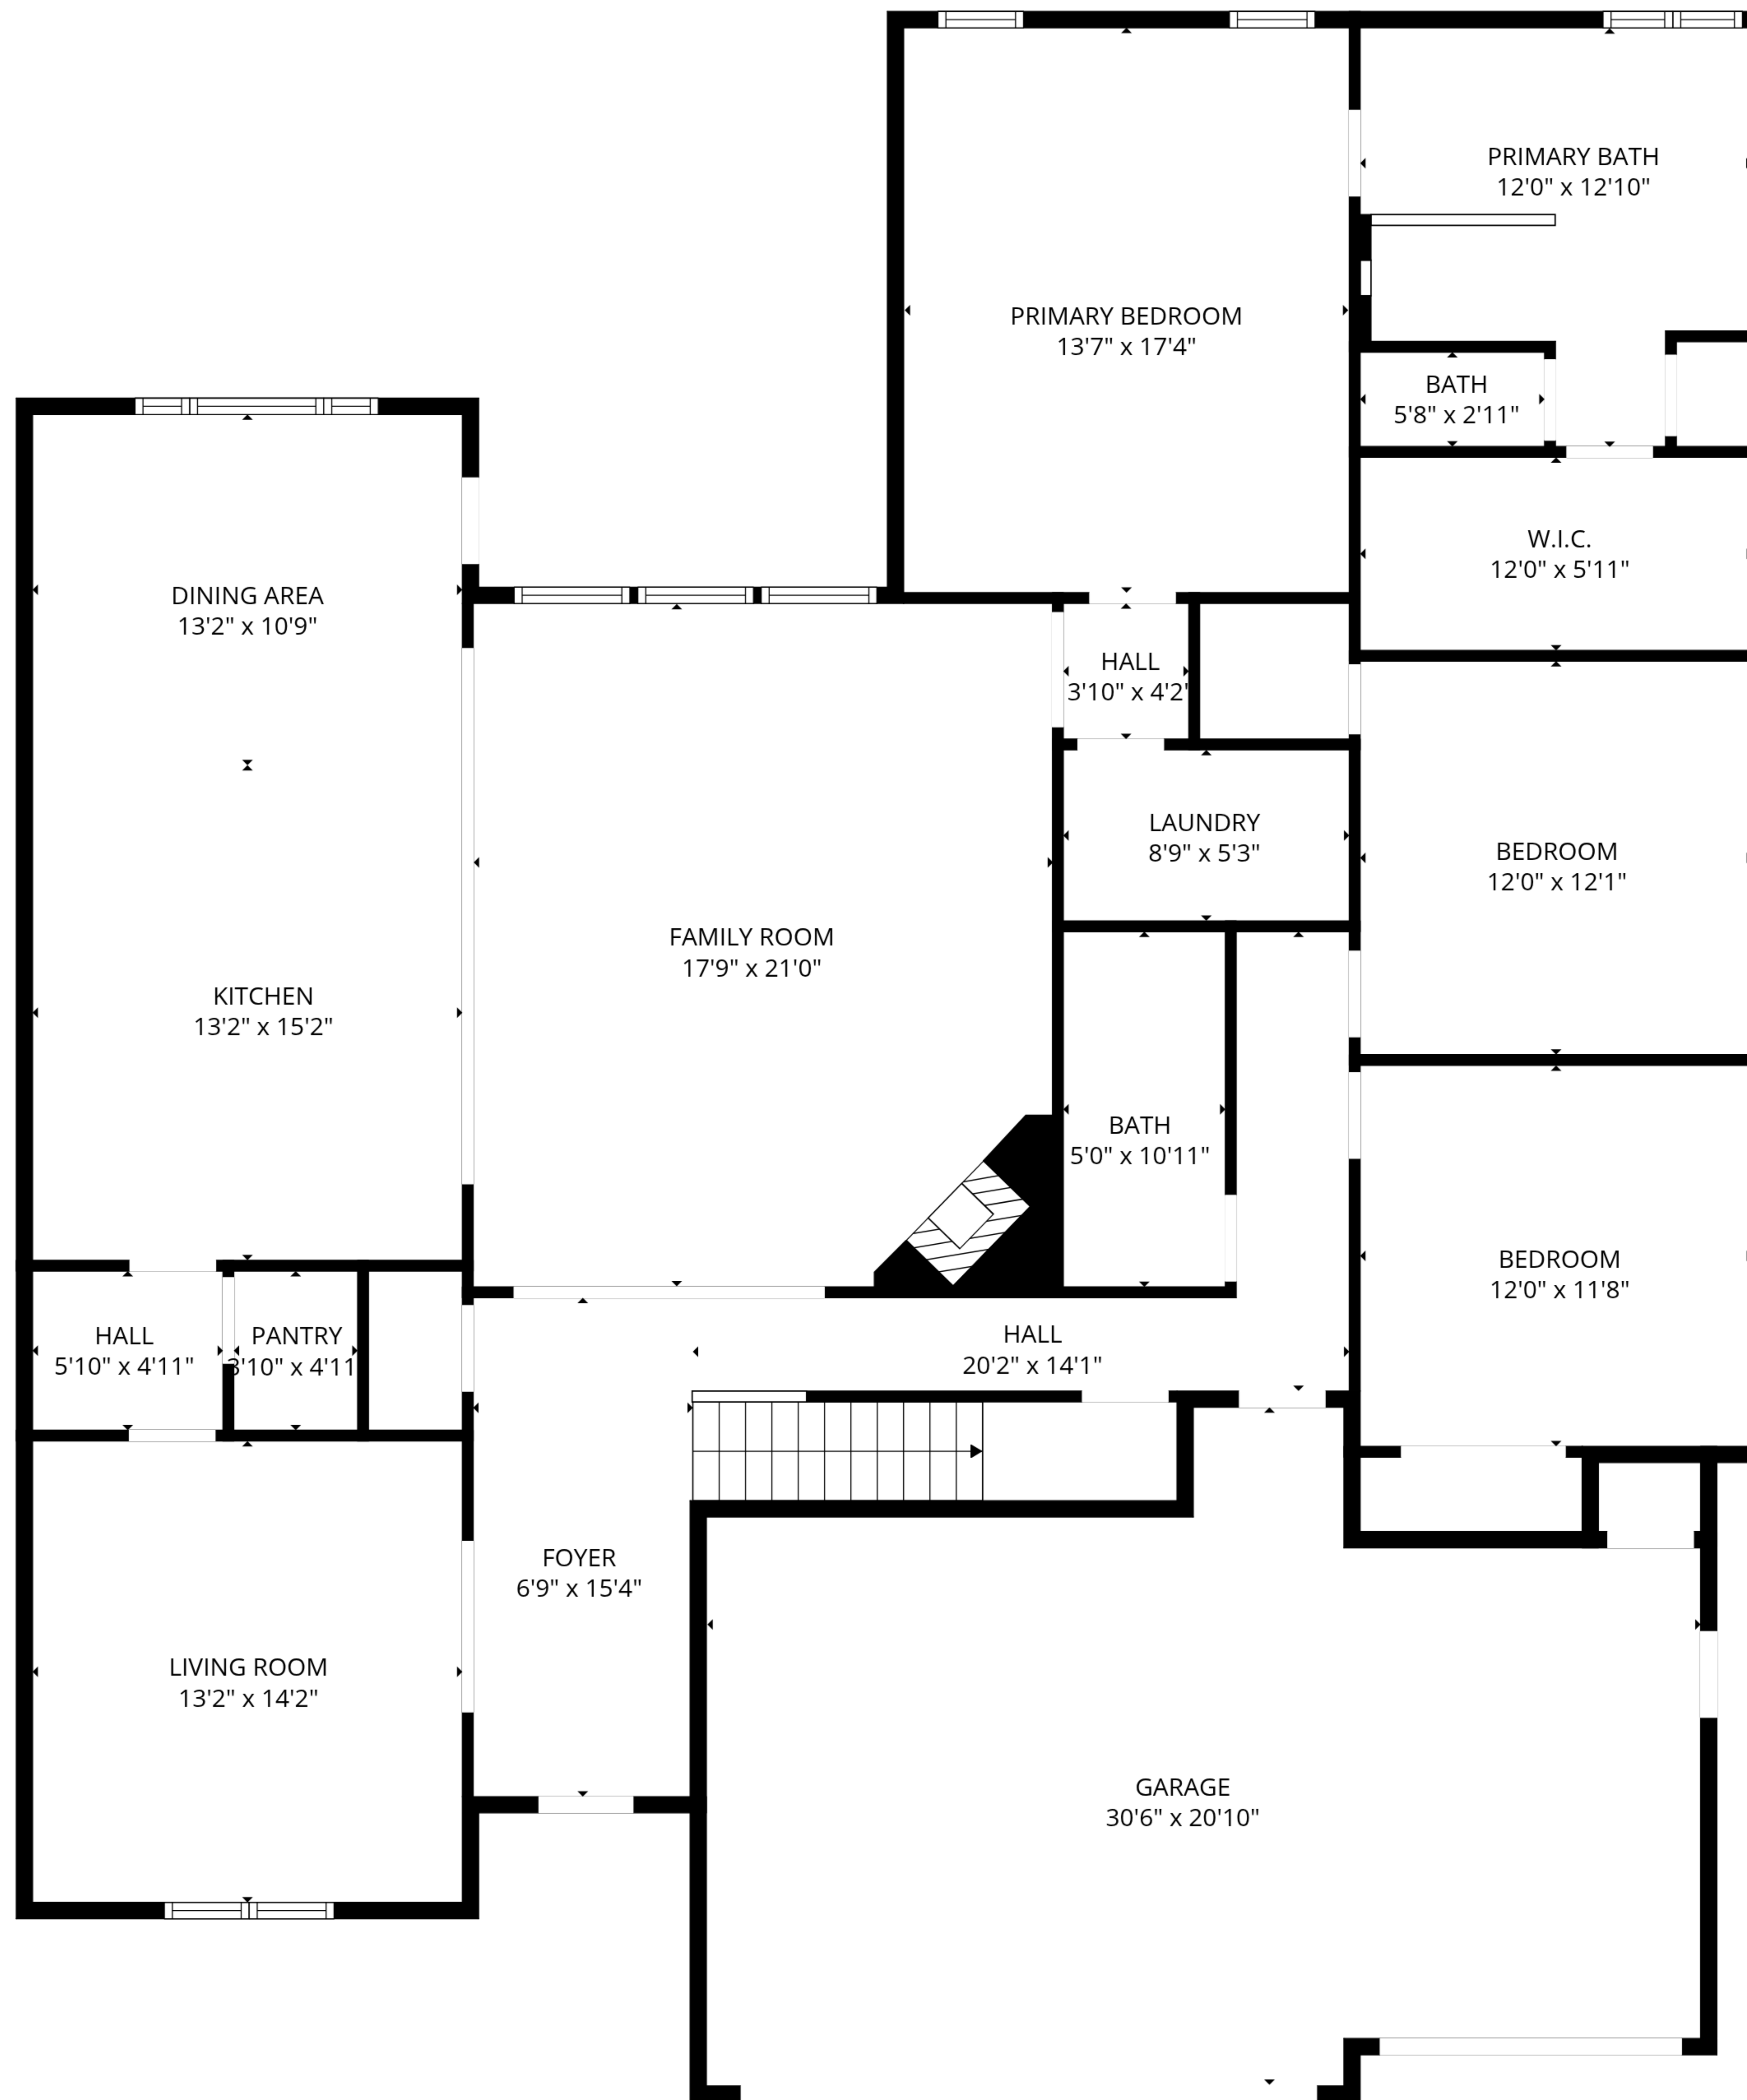 PRIMARY BATH
12'0" x 12'10"
PRIMARY BEDROOM
13'7" x 17'4"
BATH
5'8" x 2'11"
W.I.C.
12'0" x 5'11"
DINING AREA
13'2" x 10'9"
HALL
3'10" x 4'2"
LAUNDRY
8'9" x 5'3"
BEDROOM
12'0" x 12'1"
FAMILY ROOM
17'9" x 21'0"
KITCHEN
13'2" x 15'2"
BATH
5'0" x 10'11"
BEDROOM
12'0" x 11'8"
HALL
5'10" x 4'11"
PANTRY
3'10" x 4'11
HALL
20'2" x 14'1"
FOYER
6'9" x 15'4"
LIVING ROOM
13'2" x 14'2"
GARAGE
30'6" x 20'10"